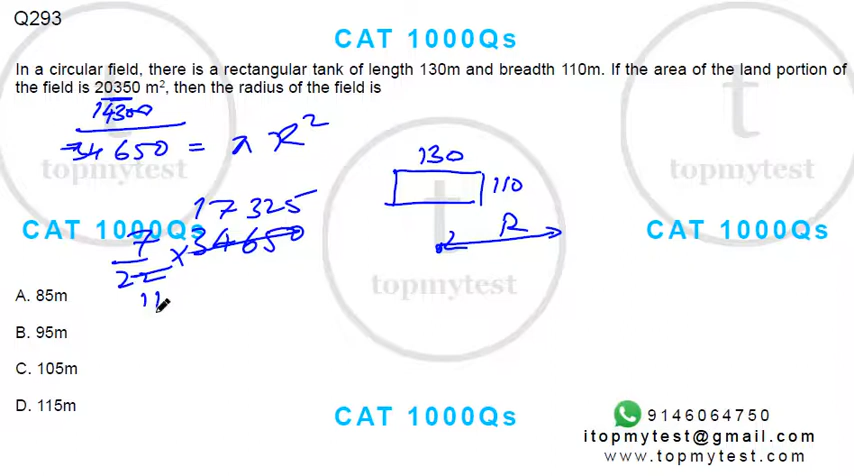 Q293
CAT 1000Qs
In a circular field, there is a rectangular tank of length 130m and breadth 110m. If the area of the land portion of
the field is 20350 m², then the radius of the field is
14300
34650 = π r²
130
110
R
topmytest
topmytest
topmytest
17325
CAT 1000Qs
7
× 34650
22
11
CAT 1000Qs
A. 85m
B. 95m
C. 105m
D. 115m
CAT 1000Qs
9146064750
itopmytest@gmail.com
www.topmytest.com